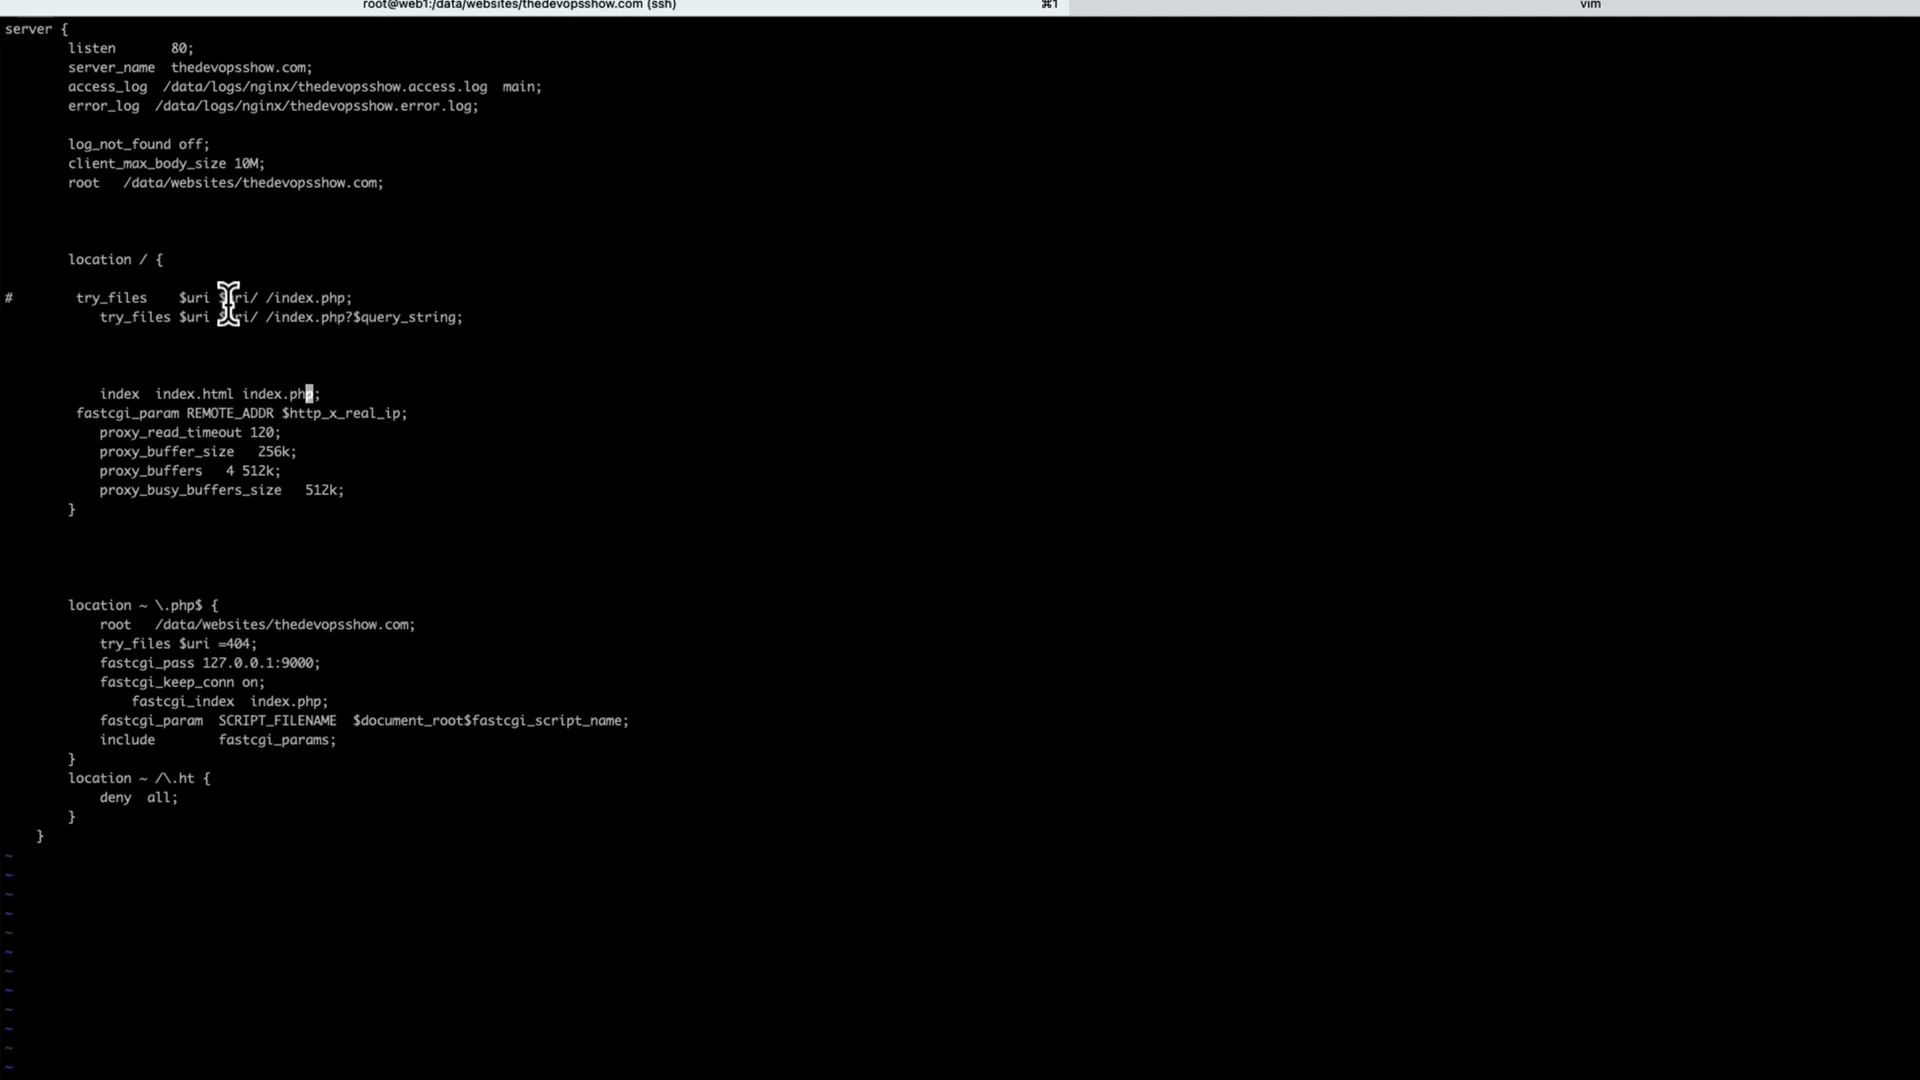 root@web1:/data/websites/thedevopsshow.com (ssh) ⌘1 vim
server {
listen 80;
server_name thedevopsshow.com;
access_log /data/logs/nginx/thedevopsshow.access.log main;
error_log /data/logs/nginx/thedevopsshow.error.log;
log_not_found off;
client_max_body_size 10M;
root /data/websites/thedevopsshow.com;
location / {
# try_files $uri $uri/ /index.php;
try_files $uri $uri/ /index.php?$query_string;
index index.html index.php;
fastcgi_param REMOTE_ADDR $http_x_real_ip;
proxy_read_timeout 120;
proxy_buffer_size 256k;
proxy_buffers 4 512k;
proxy_busy_buffers_size 512k;
}
location ~ \.php$ {
root /data/websites/thedevopsshow.com;
try_files $uri =404;
fastcgi_pass 127.0.0.1:9000;
fastcgi_keep_conn on;
fastcgi_index index.php;
fastcgi_param SCRIPT_FILENAME $document_root$fastcgi_script_name;
include fastcgi_params;
}
location ~ /\.ht {
deny all;
}
}
~
~
~
~
~
~
~
~
~
~
~
~